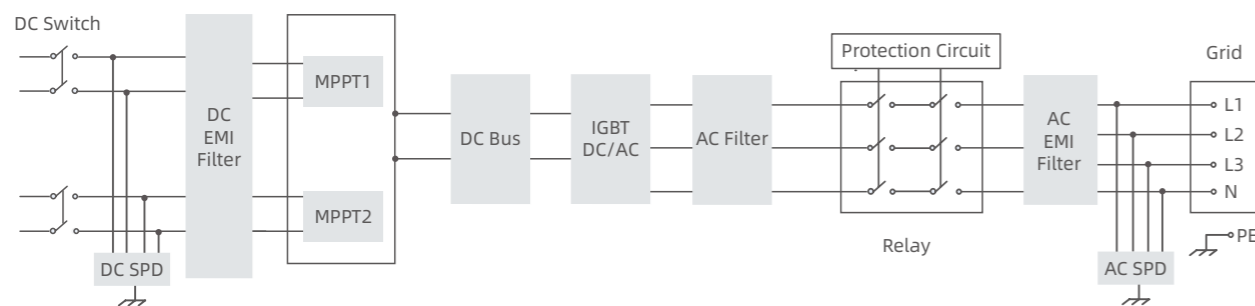 DC Switch
DC
EMI
Filter
MPPT1
MPPT2
DC SPD
DC Bus
IGBT
DC/AC
AC Filter
Protection Circuit
Relay
AC
EMI
Filter
Grid
L1
L2
L3
N
PE
AC SPD